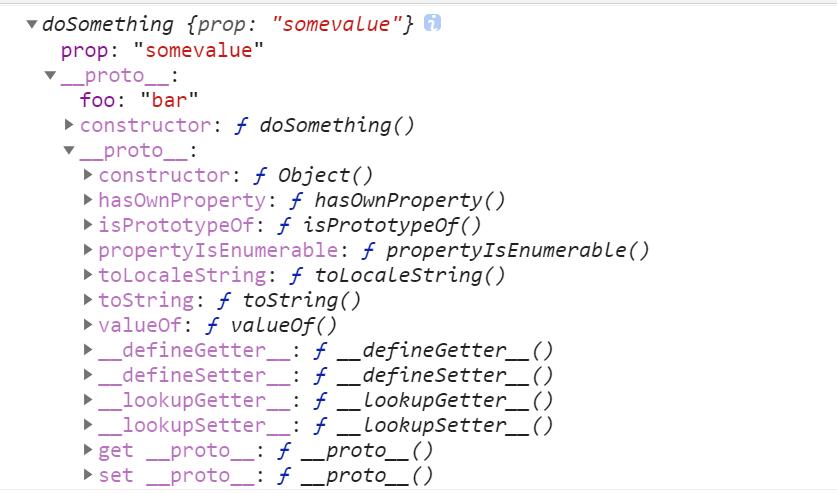 ▼doSomething {prop: "somevalue"} i
prop: "somevalue"
▼__proto__:
foo: "bar"
▶constructor: ƒ doSomething()
▼__proto__:
▶constructor: ƒ Object()
▶hasOwnProperty: ƒ hasOwnProperty()
▶isPrototypeOf: ƒ isPrototypeOf()
▶propertyIsEnumerable: ƒ propertyIsEnumerable()
▶toLocaleString: ƒ toLocaleString()
▶toString: ƒ toString()
▶valueOf: ƒ valueOf()
▶__defineGetter__: ƒ __defineGetter__()
▶__defineSetter__: ƒ __defineSetter__()
▶__lookupGetter__: ƒ __lookupGetter__()
▶__lookupSetter__: ƒ __lookupSetter__()
▶get __proto__: ƒ __proto__()
▶set __proto__: ƒ __proto__()